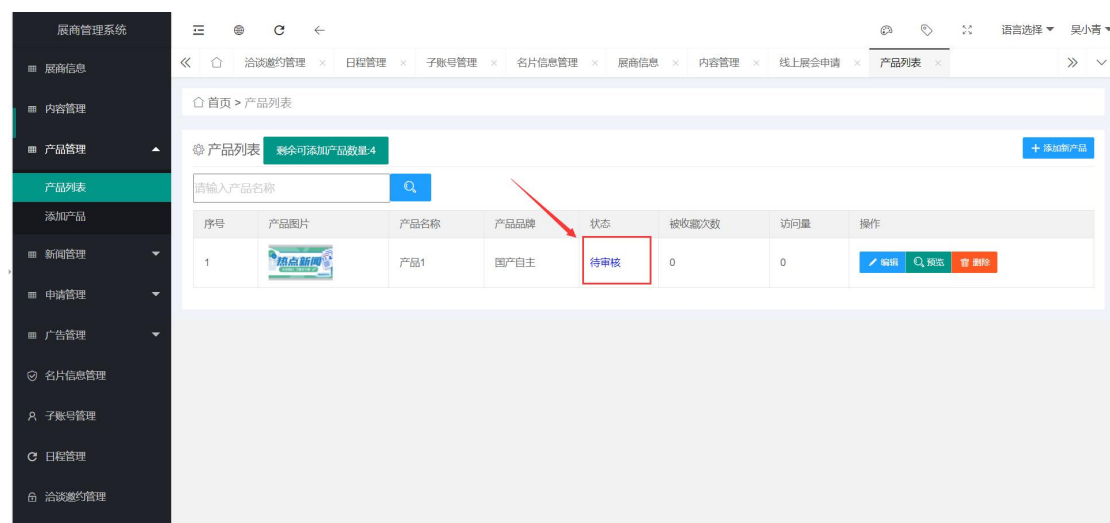 展商管理系统
语言选择 吴小青
展商信息
洽谈邀约管理 日程管理 子账号管理 名片信息管理 展商信息 内容管理 线上展会申请 产品列表
内容管理
首页 > 产品列表
产品管理
产品列表 剩余可添加产品数量:4
添加新产品
产品列表
请输入产品名称
添加产品
序号 产品图片 产品名称 产品品牌 状态 被收藏次数 访问量 操作
新闻管理
1 热点新闻 产品1 国产自主 待审核 0 0 编辑 预览 删除
申请管理
广告管理
名片信息管理
子账号管理
日程管理
洽谈邀约管理